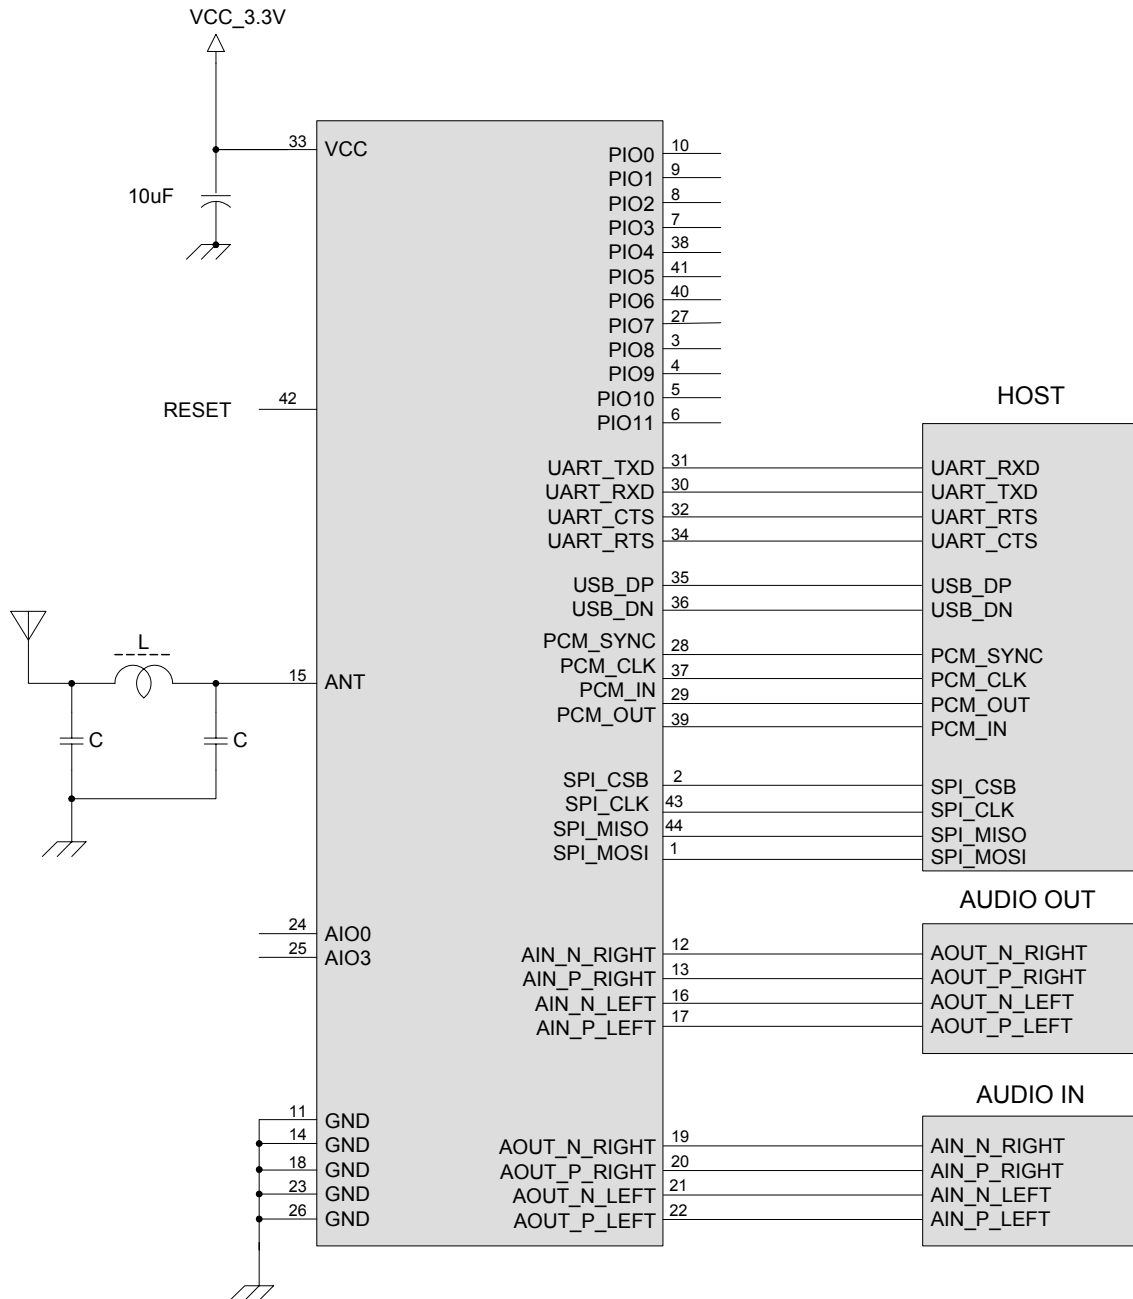 VCC_3.3V
33 VCC
10uF
PIO0 10
PIO1 9
PIO2 8
PIO3 7
PIO4 38
PIO5 41
PIO6 40
PIO7 27
PIO8 3
PIO9 4
PIO10 5
PIO11 6
RESET 42
HOST
UART_TXD 31 UART_RXD
UART_RXD 30 UART_TXD
UART_CTS 32 UART_RTS
UART_RTS 34 UART_CTS
USB_DP 35 USB_DP
USB_DN 36 USB_DN
PCM_SYNC 28 PCM_SYNC
PCM_CLK 37 PCM_CLK
PCM_IN 29 PCM_OUT
PCM_OUT 39 PCM_IN
L
15 ANT
C
C
SPI_CSB 2 SPI_CSB
SPI_CLK 43 SPI_CLK
SPI_MISO 44 SPI_MISO
SPI_MOSI 1 SPI_MOSI
24 AIO0
25 AIO3
AUDIO OUT
AIN_N_RIGHT 12 AOUT_N_RIGHT
AIN_P_RIGHT 13 AOUT_P_RIGHT
AIN_N_LEFT 16 AOUT_N_LEFT
AIN_P_LEFT 17 AOUT_P_LEFT
AUDIO IN
11 GND
14 GND
18 GND
23 GND
26 GND
AOUT_N_RIGHT 19 AIN_N_RIGHT
AOUT_P_RIGHT 20 AIN_P_RIGHT
AOUT_N_LEFT 21 AIN_N_LEFT
AOUT_P_LEFT 22 AIN_P_LEFT